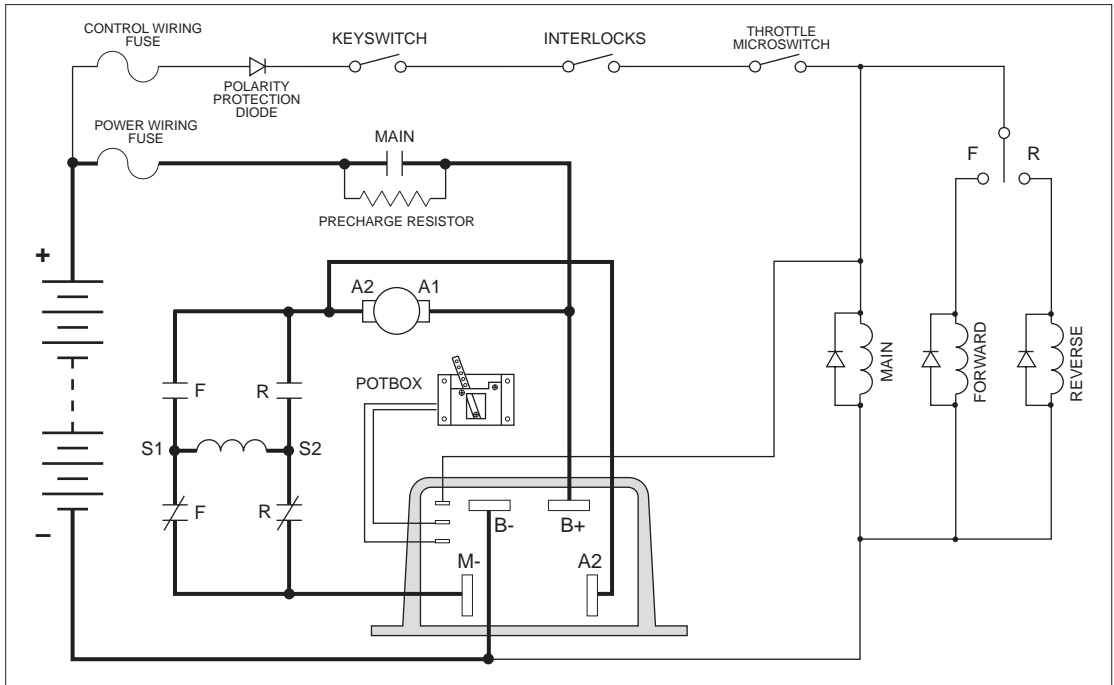 CONTROL WIRING
FUSE
KEYSWITCH
INTERLOCKS
THROTTLE
MICROSWITCH
POLARITY
PROTECTION
DIODE
POWER WIRING
FUSE
MAIN
F
R
PRECHARGE RESISTOR
+
A2
A1
POTBOX
F
R
MAIN
FORWARD
REVERSE
S1
S2
F
R
B-
B+
–
M-
A2